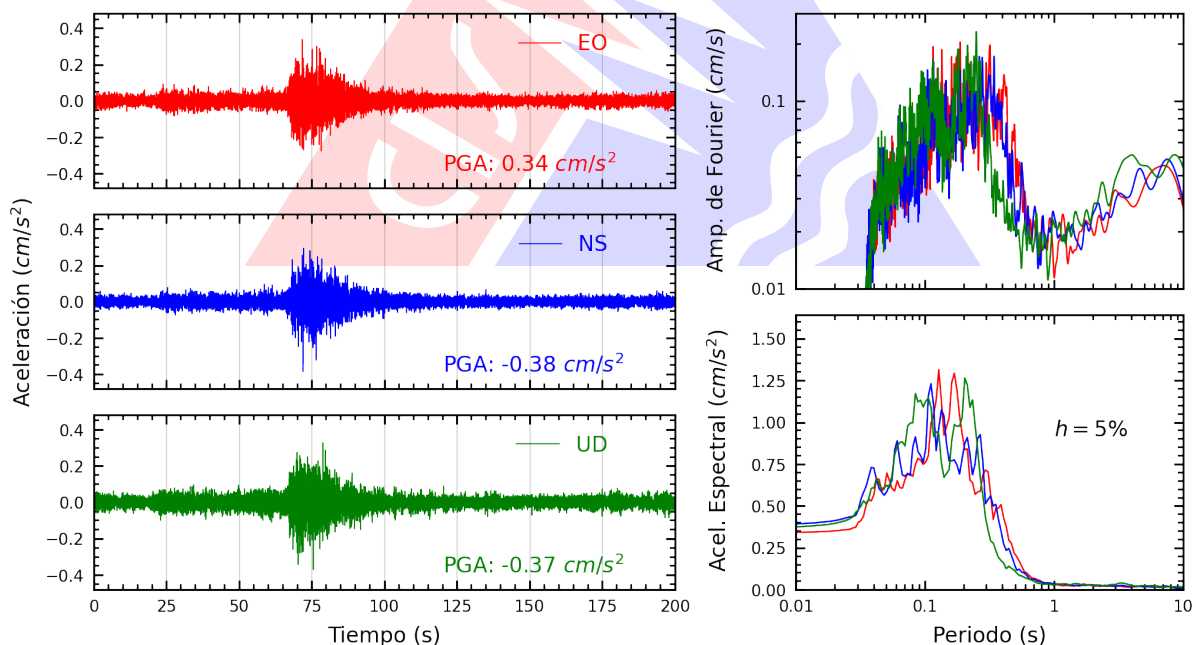 Aceleración (cm/s²)
0.4
0.2
0.0
−0.2
−0.4
EO
PGA: 0.34 cm/s²
0.4
0.2
0.0
−0.2
−0.4
NS
PGA: -0.38 cm/s²
0.4
0.2
0.0
−0.2
−0.4
UD
PGA: -0.37 cm/s²
0 25 50 75 100 125 150 175 200
Tiempo (s)
Amp. de Fourier (cm/s)
0.1
0.01
Acel. Espectral (cm/s²)
1.50
1.25
1.00
0.75
0.50
0.25
0.00
h = 5%
0.01 0.1 1 10
Periodo (s)